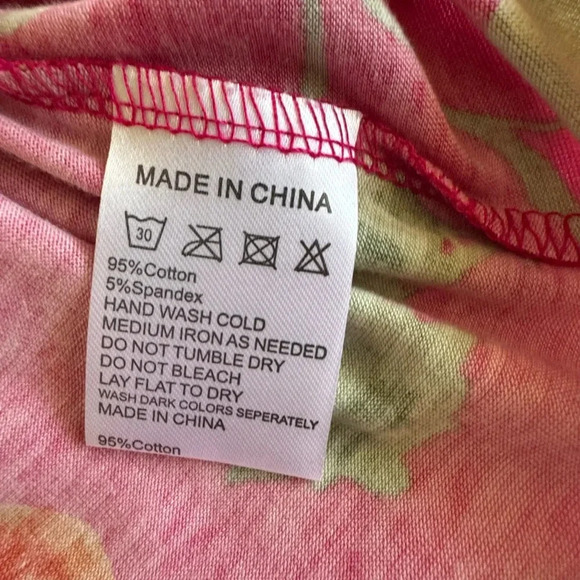 MADE IN CHINA
30
95%Cotton
5%Spandex
HAND WASH COLD
MEDIUM IRON AS NEEDED
DO NOT TUMBLE DRY
DO NOT BLEACH
LAY FLAT TO DRY
WASH DARK COLORS SEPERATELY
MADE IN CHINA
95%Cotton